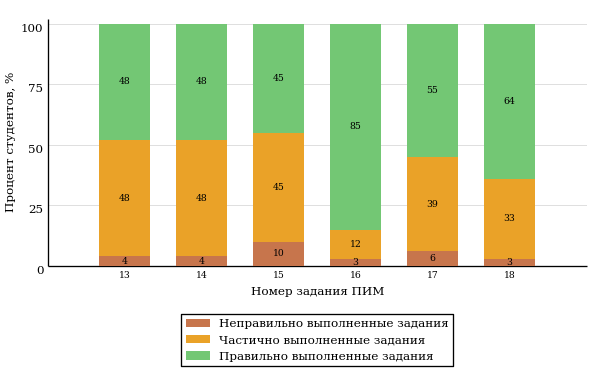 Процент студентов, %
100
75
50
25
0
48 48 45 85 55 64
48 48 45 12 39 33
4 4 10 3 6 3
13 14 15 16 17 18
Номер задания ПИМ
Неправильно выполненные задания
Частично выполненные задания
Правильно выполненные задания